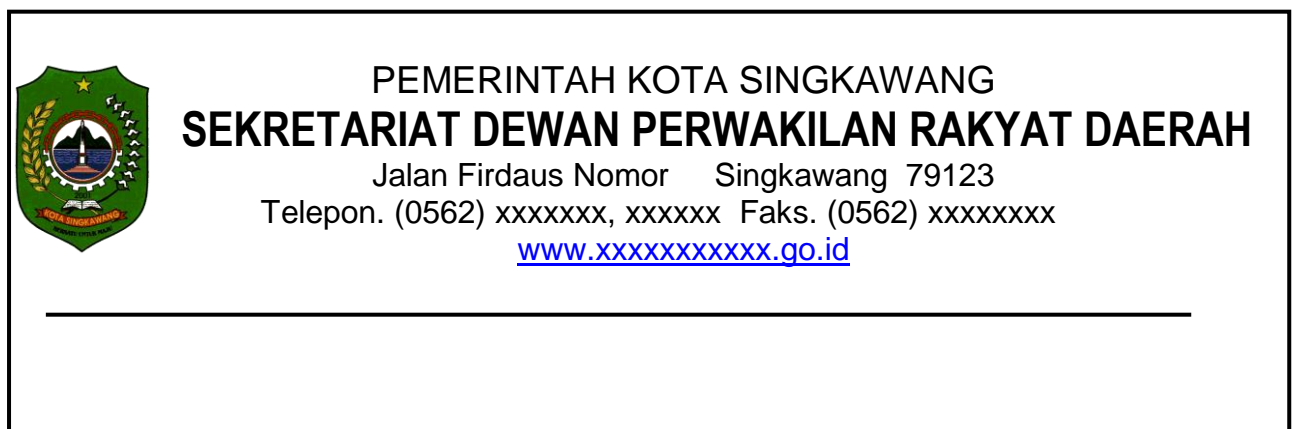 PEMERINTAH KOTA SINGKAWANG
SEKRETARIAT DEWAN PERWAKILAN RAKYAT DAERAH
Jalan Firdaus Nomor Singkawang 79123
Telepon. (0562) xxxxxxx, xxxxxx Faks. (0562) xxxxxxxx
www.xxxxxxxxxxx.go.id
2001
KOTA SINGKAWANG